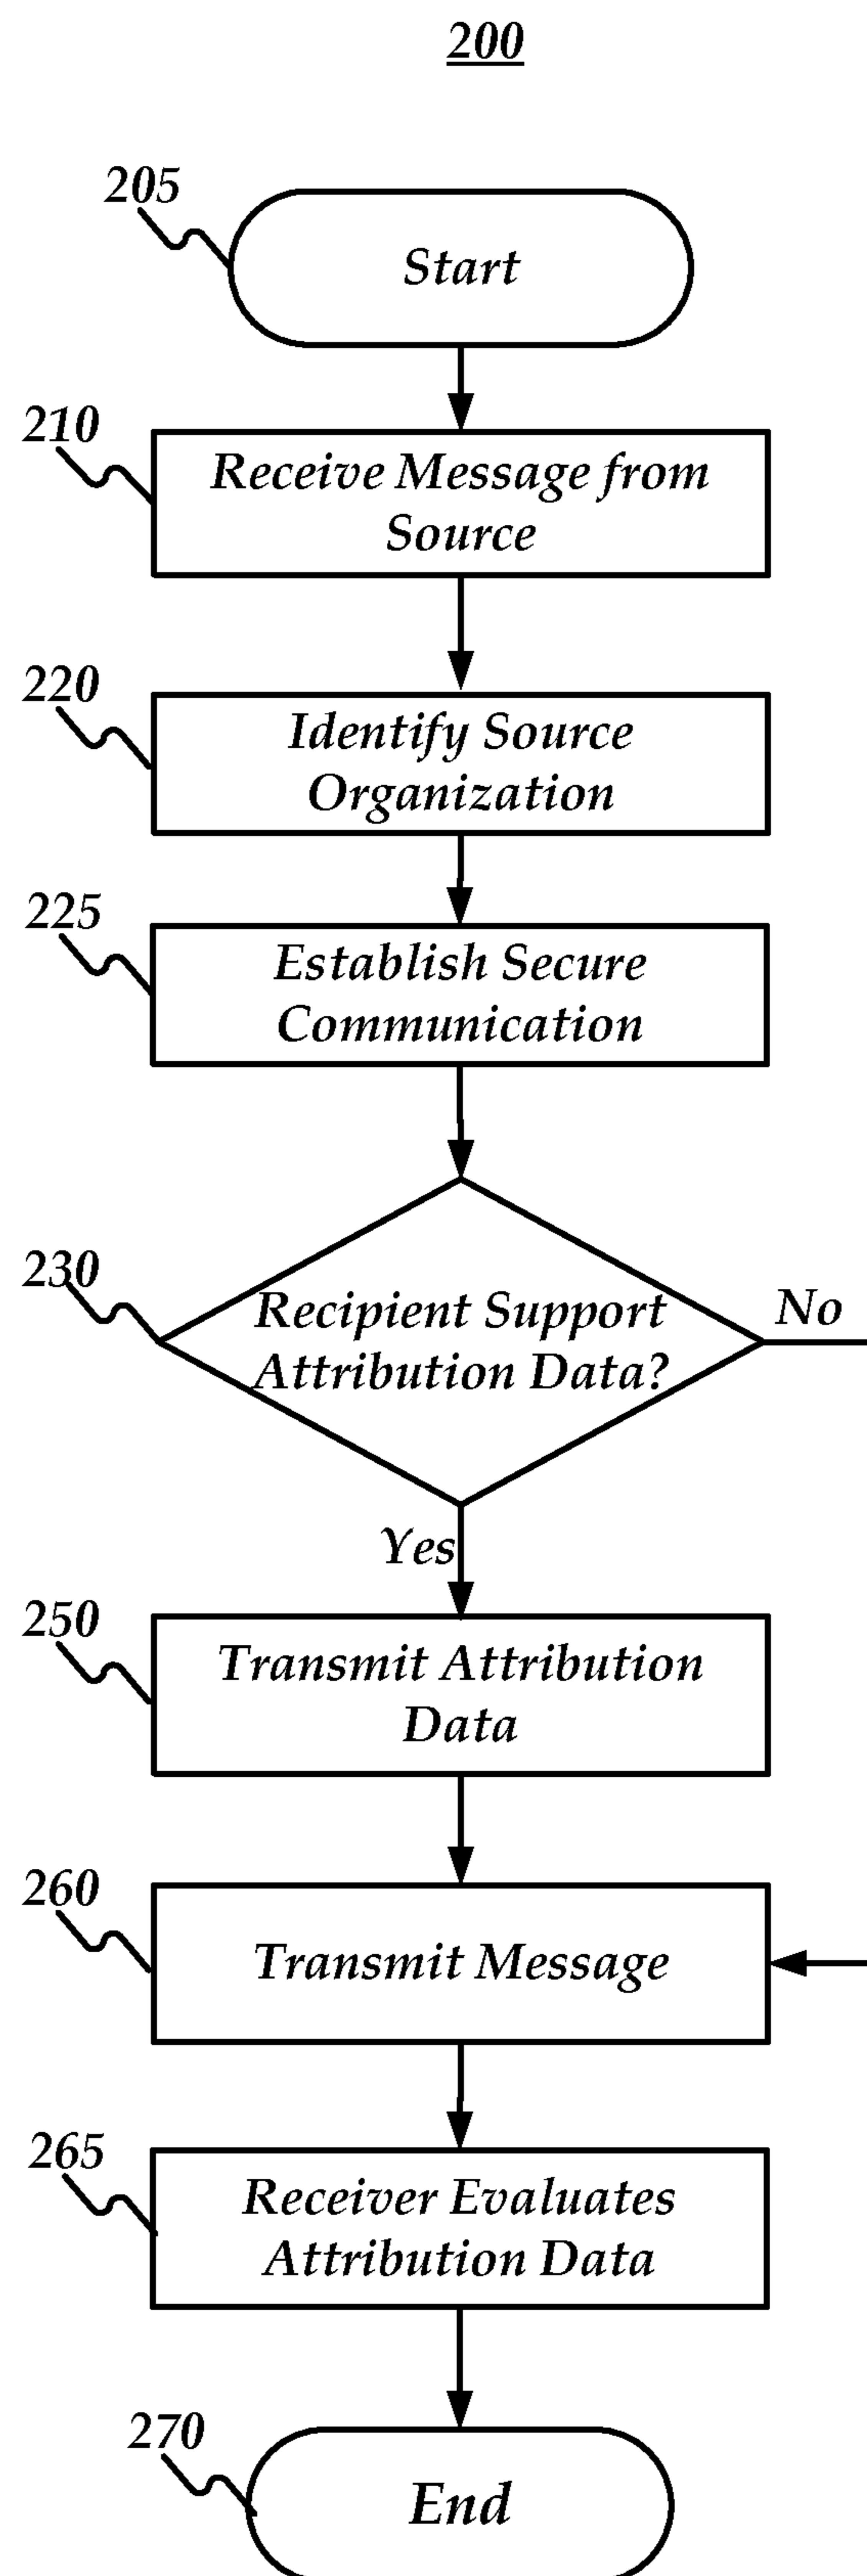 200
205
Start
210
Receive Message from
Source
220
Identify Source
Organization
225
Establish Secure
Communication
230
Recipient Support
Attribution Data?
No
Yes
250
Transmit Attribution
Data
260
Transmit Message
265
Receiver Evaluates
Attribution Data
270
End